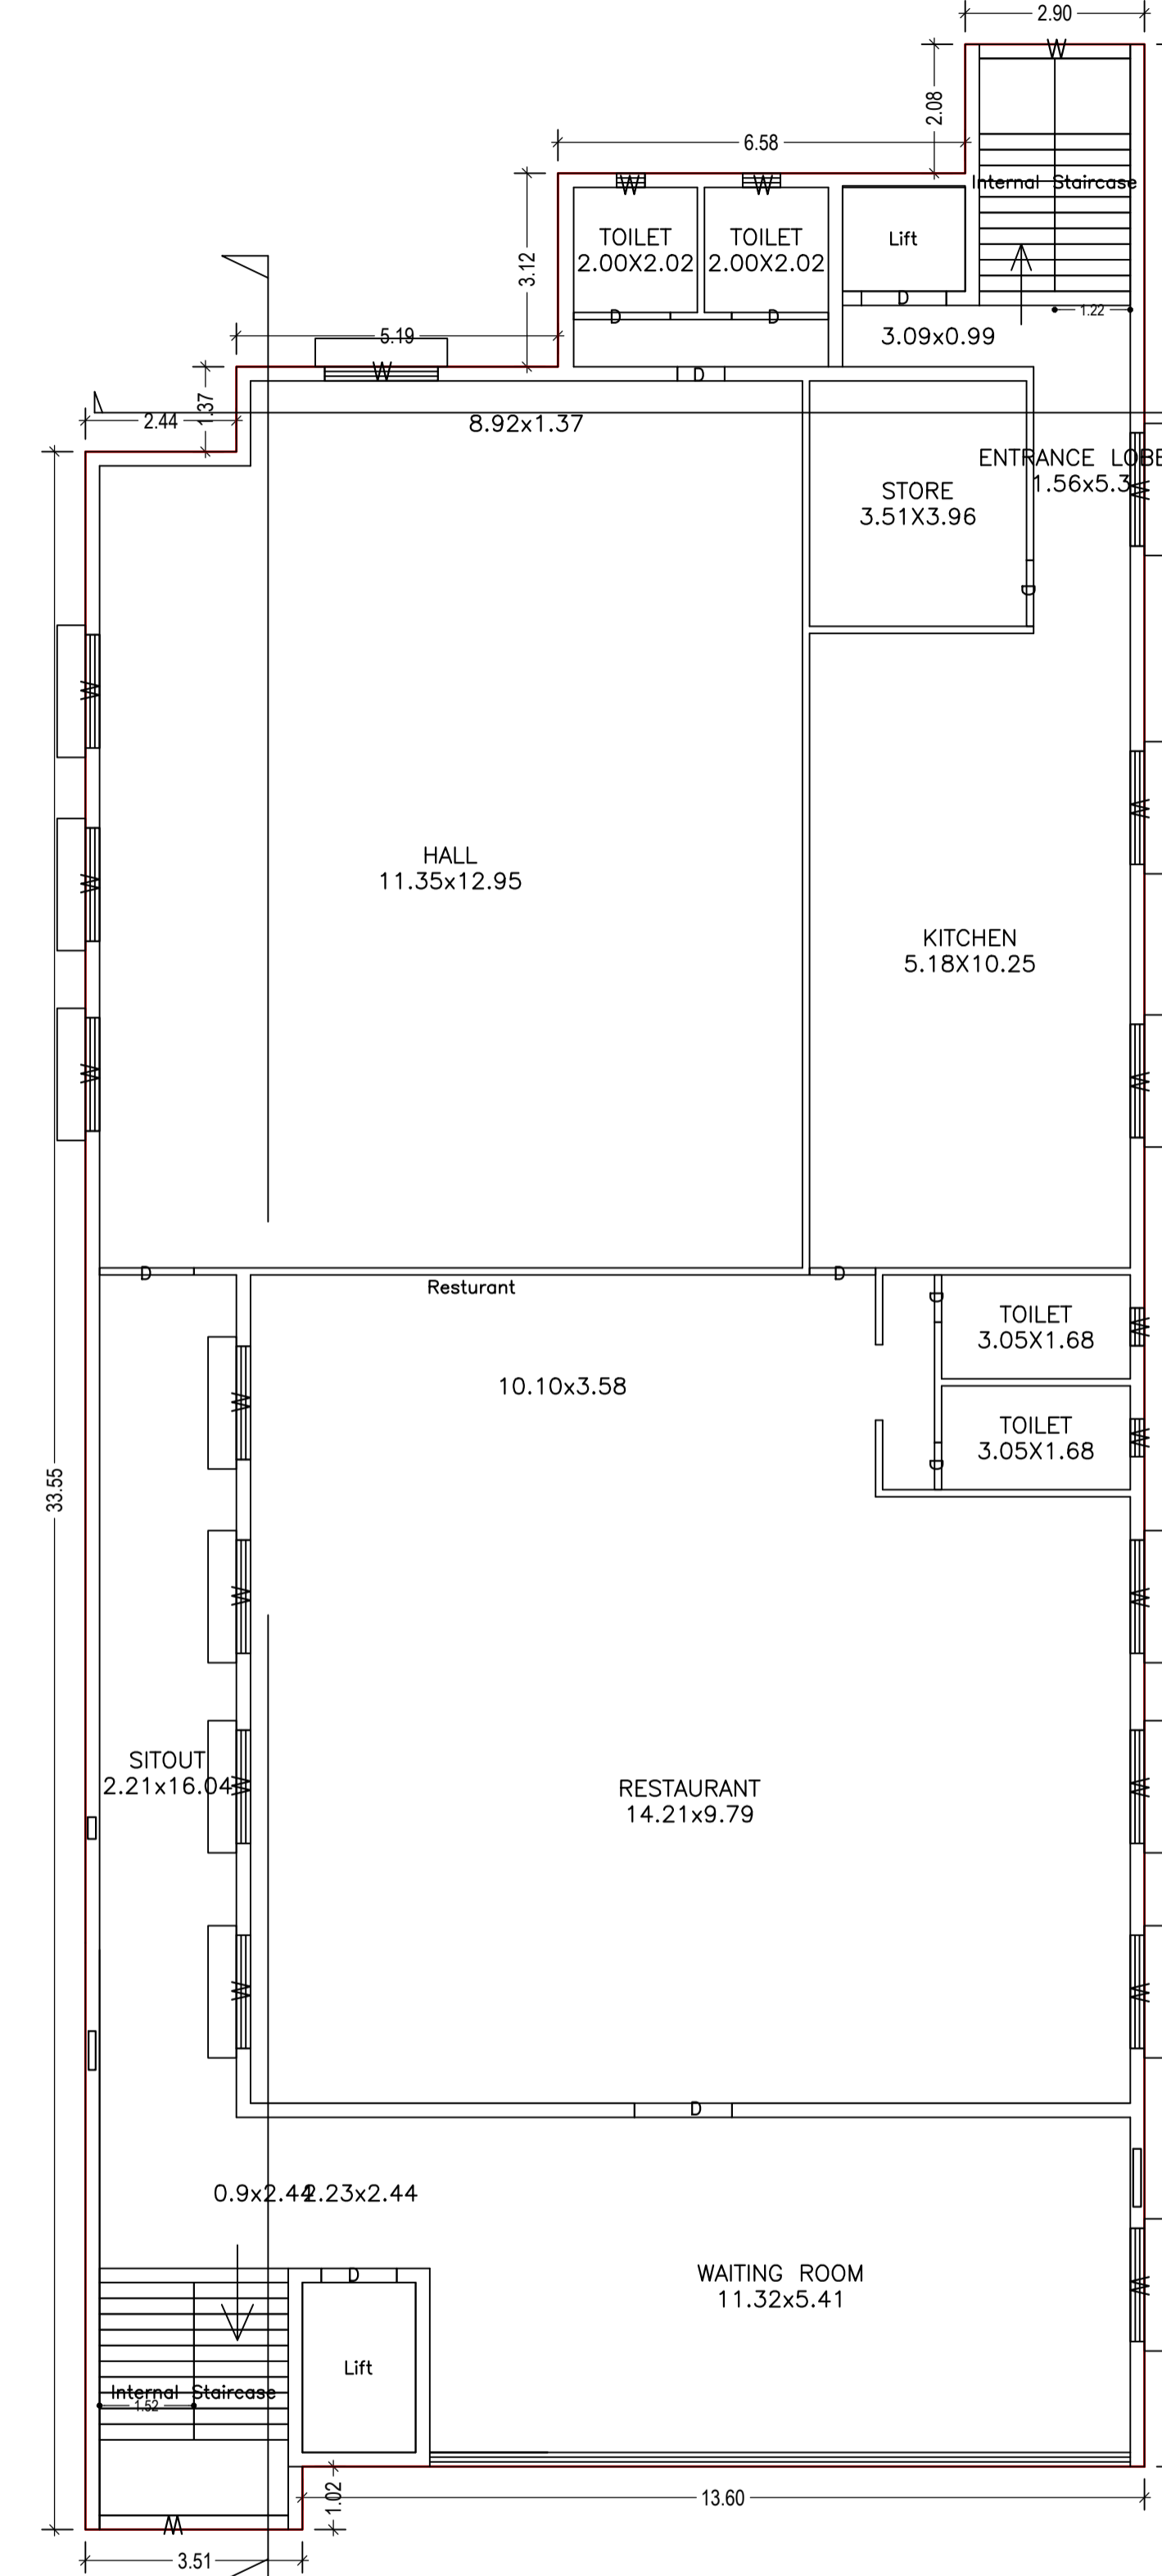 2.90
W
2.08
6.58
Internal Staircase
W
W
TOILET
2.00X2.02
TOILET
2.00X2.02
Lift
3.12
D
D
D
1.22
5.19
3.09x0.99
W
D
1.37
2.44
8.92x1.37
ENTRANCE LOBB
1.56x5.3
W
STORE
3.51X3.96
D
W
W
HALL
11.35x12.95
W
KITCHEN
5.18X10.25
W
W
D
D
Resturant
D
TOILET
3.05X1.68
W
10.10x3.58
W
TOILET
3.05X1.68
W
D
33.55
W
W
SITOUT
2.21x16.04
W
W
RESTAURANT
14.21x9.79
W
W
D
0.9x2.44
2.23x2.44
WAITING ROOM
11.32x5.41
W
D
Lift
Internal Staircase
1.52
1.02
13.60
W
3.51